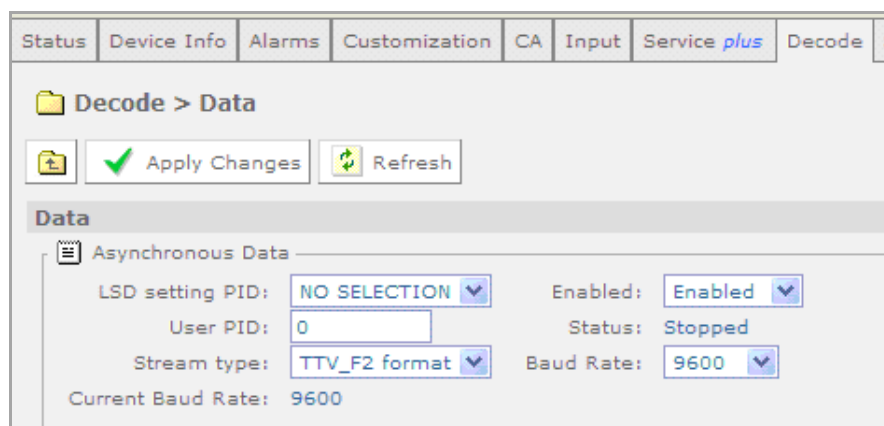 Status Device Info Alarms Customization CA Input Service plus Decode
Decode > Data
Apply Changes Refresh
Data
Asynchronous Data
LSD setting PID: NO SELECTION Enabled: Enabled
User PID: 0 Status: Stopped
Stream type: TTV_F2 format Baud Rate: 9600
Current Baud Rate: 9600